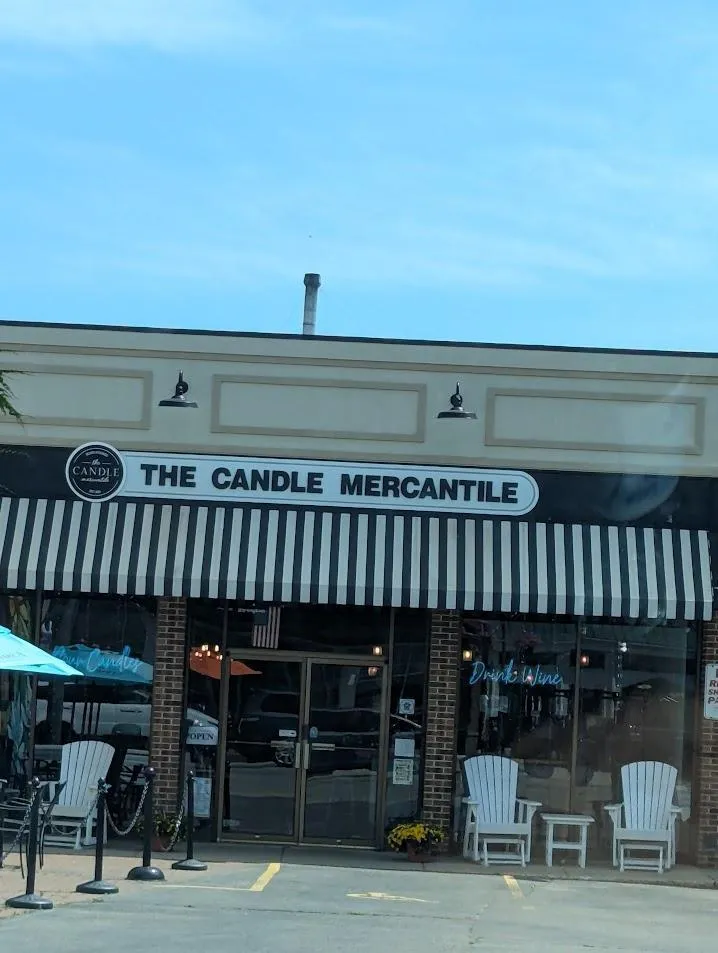 the
CANDLE
mercantile
THE CANDLE MERCANTILE
Burn Candles
Drink Wine
OPEN